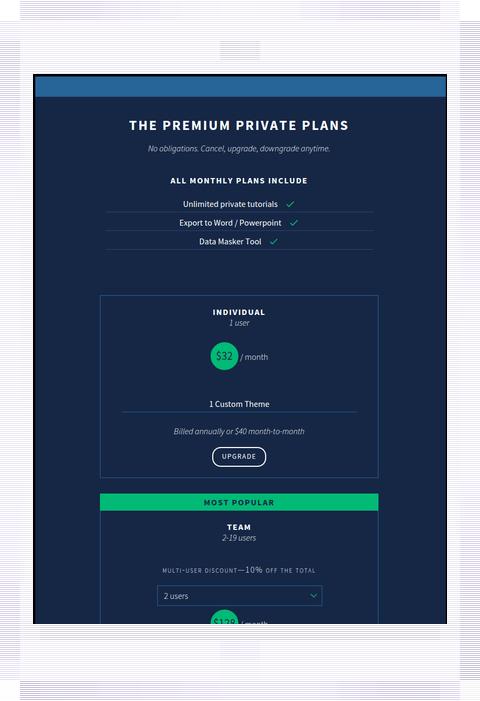 THE PREMIUM PRIVATE PLANS
No obligations. Cancel, upgrade, downgrade anytime.
ALL MONTHLY PLANS INCLUDE
Unlimited private tutorials
Export to Word / Powerpoint
Data Masker Tool
INDIVIDUAL
1 user
$32 / month
1 Custom Theme
Billed annually or $40 month-to-month
UPGRADE
MOST POPULAR
TEAM
2-19 users
MULTI-USER DISCOUNT—10% OFF THE TOTAL
2 users
$128 / month